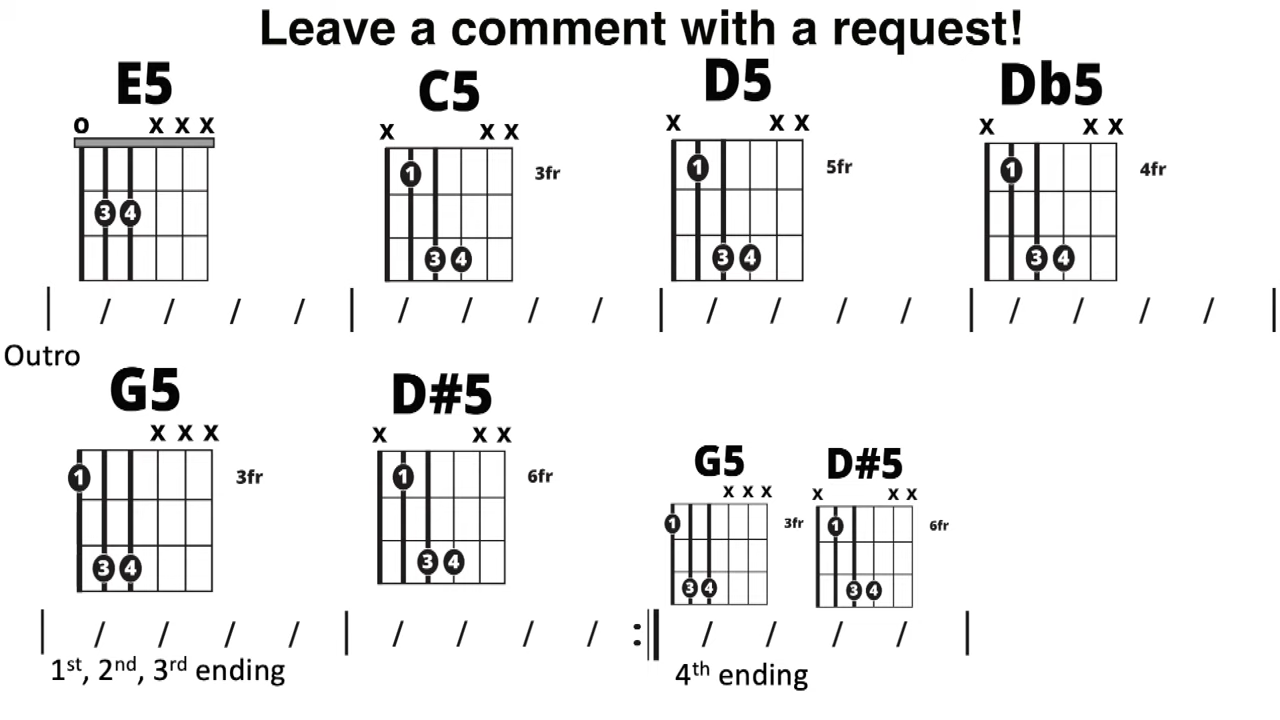 Leave a comment with a request!
E5 C5 D5 Db5
o x x x x x x x x x x x x
1 3fr 1 5fr 1 4fr
3 4
3 4 3 4 3 4
| / / / / | / / / / | / / / / | / / / / |
Outro
G5 D#5
x x x x x x
1 3fr 1 6fr
3 4 3 4
G5 D#5
x x x x x x
1 3fr 1 6fr
3 4 3 4
| / / / / | / / / / :|| / / / / |
1st, 2nd, 3rd ending
4th ending